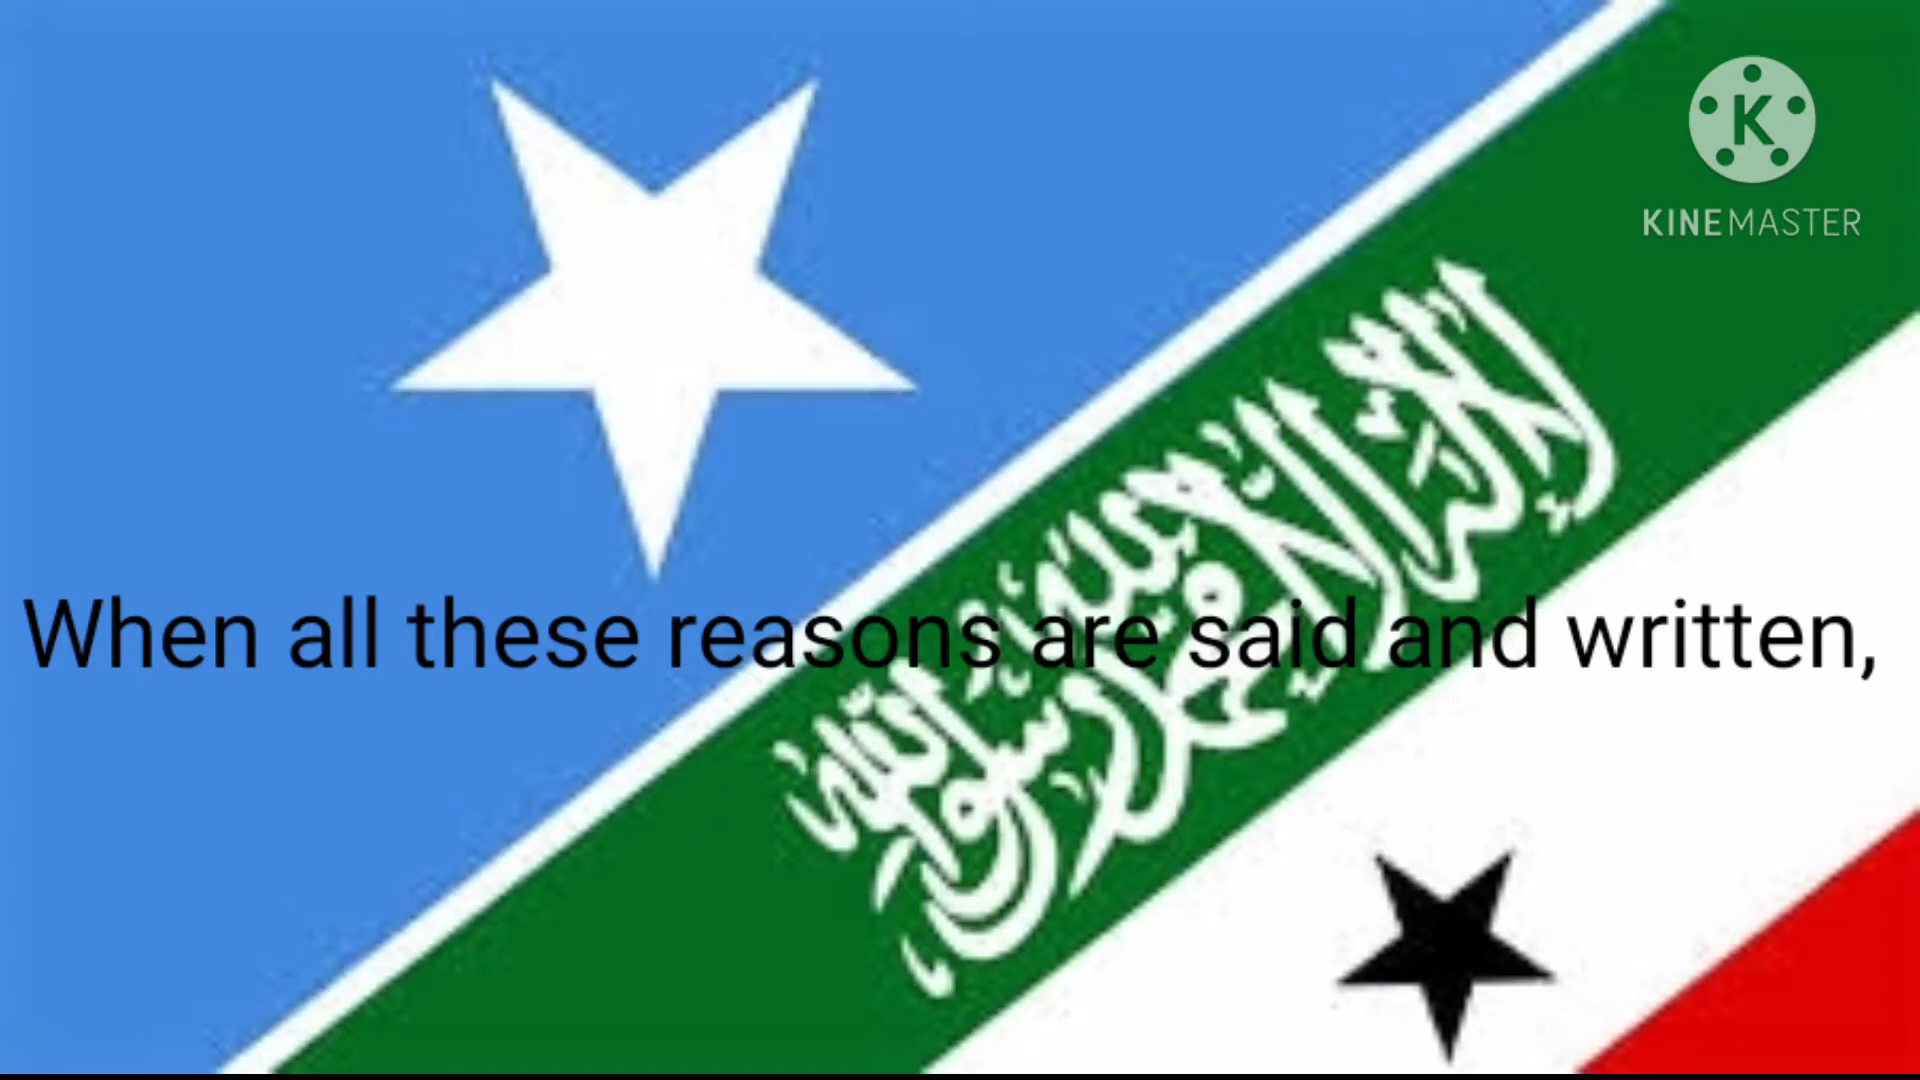 KINEMASTER
لا إله إلا الله محمد رسول الله
When all these reasons are said and written,